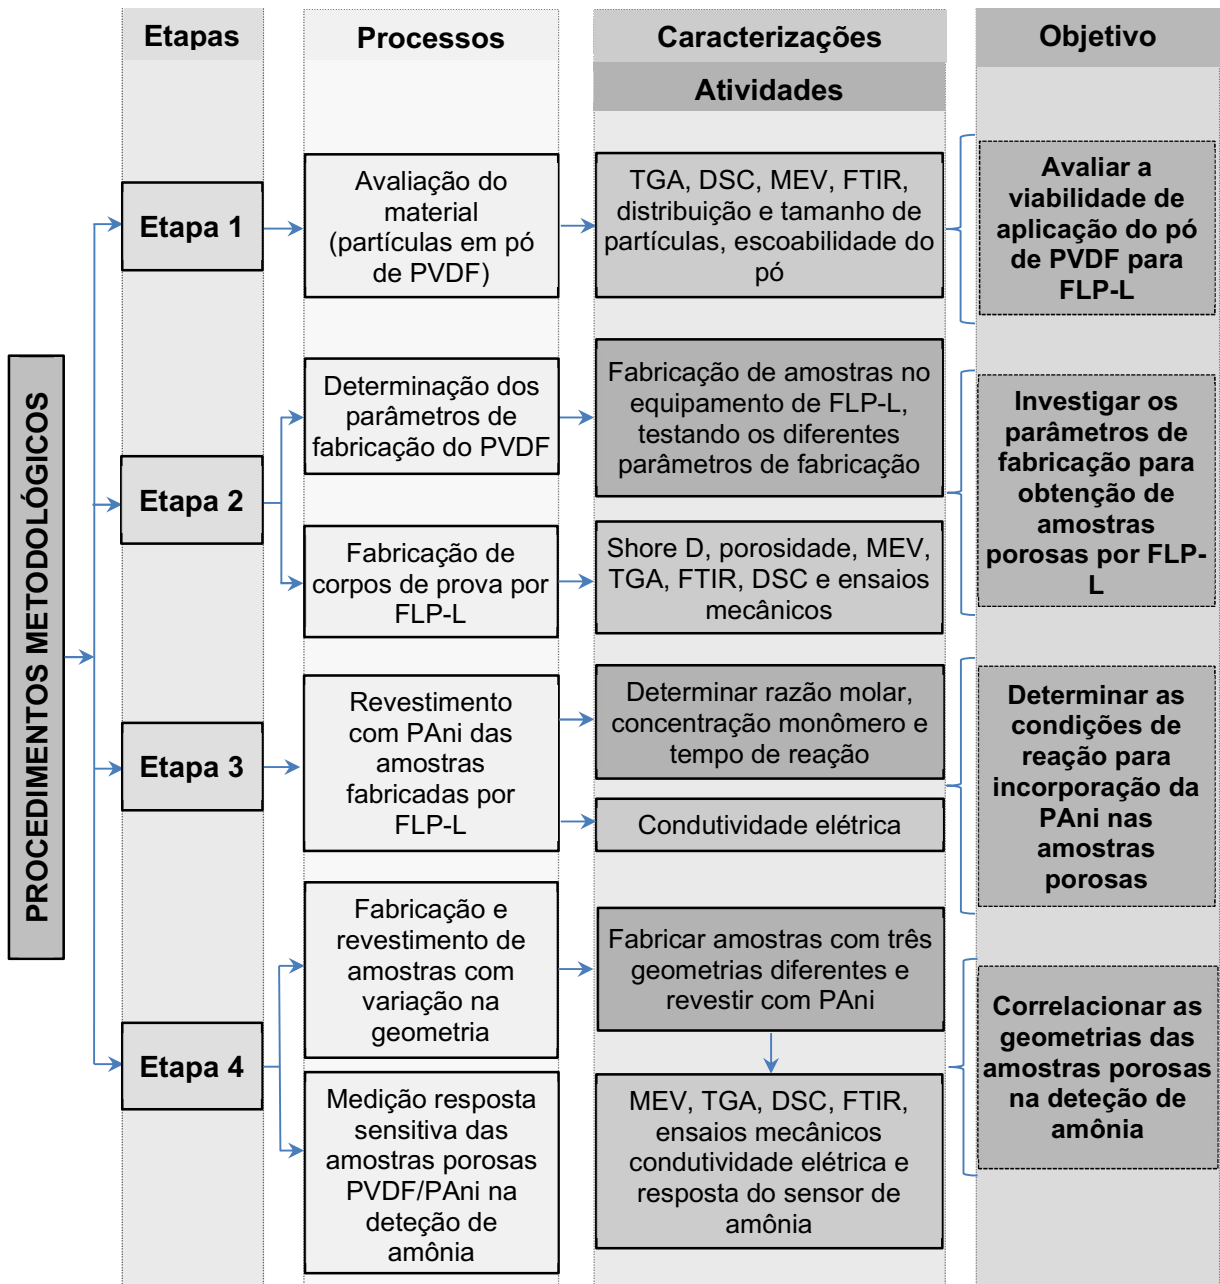 PROCEDIMENTOS METODOLÓGICOS
Etapas
Processos
Caracterizações
Atividades
Objetivo
Etapa 1
Avaliação do
material
(partículas em pó
de PVDF)
TGA, DSC, MEV, FTIR,
distribuição e tamanho de
partículas, escoabilidade do
pó
Avaliar a
viabilidade de
aplicação do pó
de PVDF para
FLP-L
Etapa 2
Determinação dos
parâmetros de
fabricação do PVDF
Fabricação de amostras no
equipamento de FLP-L,
testando os diferentes
parâmetros de fabricação
Fabricação de
corpos de prova por
FLP-L
Shore D, porosidade, MEV,
TGA, FTIR, DSC e ensaios
mecânicos
Investigar os
parâmetros de
fabricação para
obtenção de
amostras
porosas por FLP-
L
Etapa 3
Revestimento
com PAni das
amostras
fabricadas por
FLP-L
Determinar razão molar,
concentração monômero e
tempo de reação
Condutividade elétrica
Determinar as
condições de
reação para
incorporação da
PAni nas
amostras
porosas
Etapa 4
Fabricação e
revestimento de
amostras com
variação na
geometria
Fabricar amostras com três
geometrias diferentes e
revestir com PAni
Medição resposta
sensitiva das
amostras porosas
PVDF/PAni na
deteção de
amônia
MEV, TGA, DSC, FTIR,
ensaios mecânicos
condutividade elétrica e
resposta do sensor de
amônia
Correlacionar as
geometrias das
amostras porosas
na deteção de
amônia